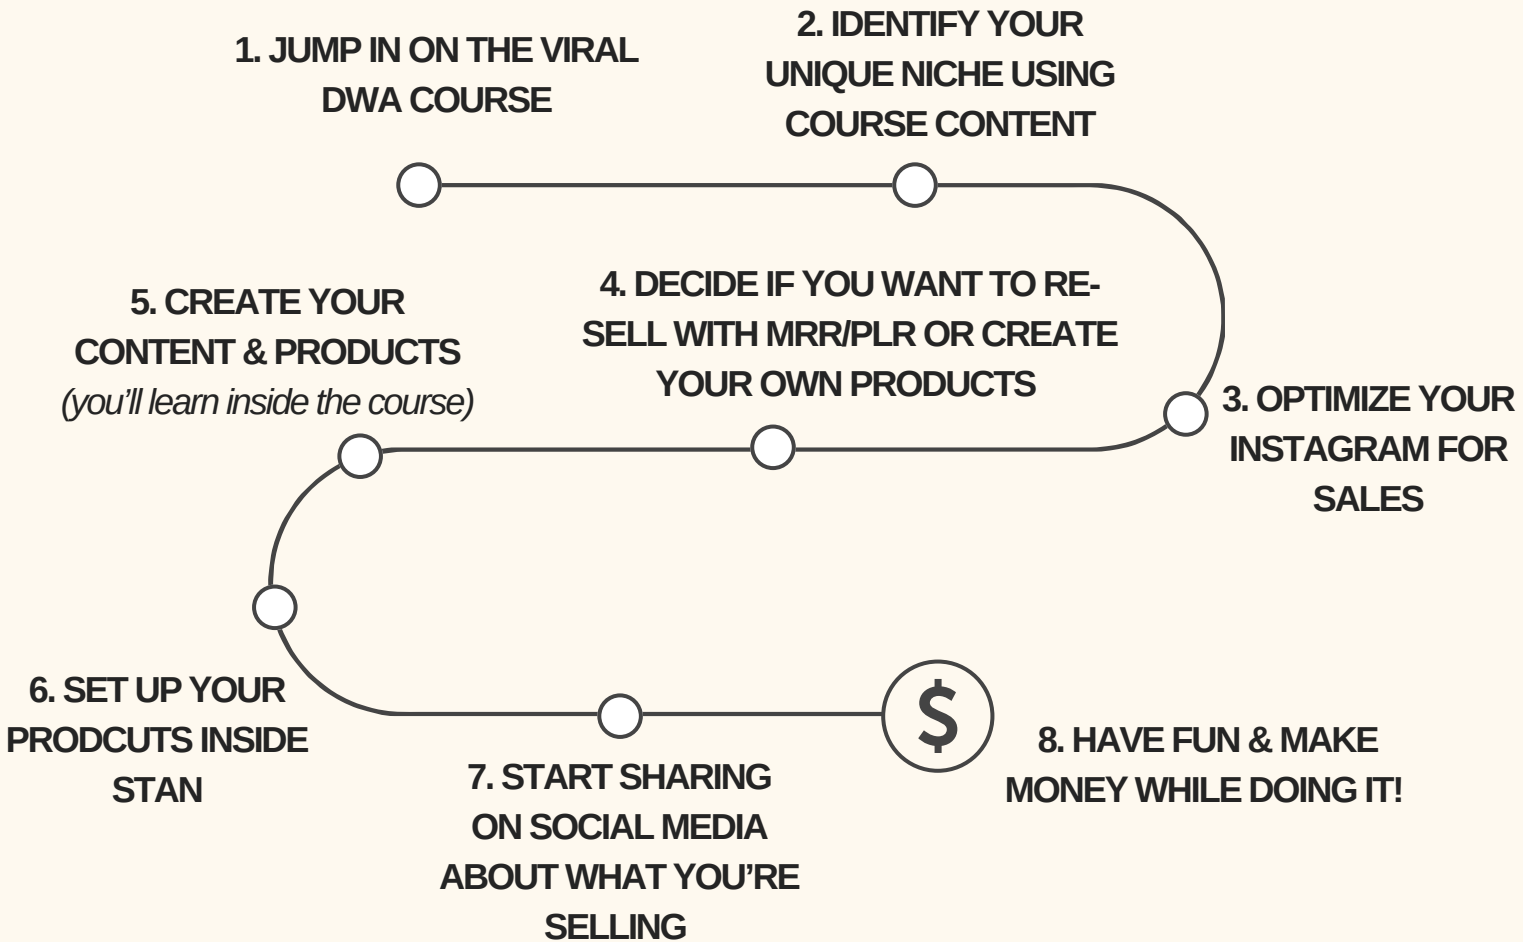 1. JUMP IN ON THE VIRAL
DWA COURSE
2. IDENTIFY YOUR
UNIQUE NICHE USING
COURSE CONTENT
3. OPTIMIZE YOUR
INSTAGRAM FOR
SALES
4. DECIDE IF YOU WANT TO RE-
SELL WITH MRR/PLR OR CREATE
YOUR OWN PRODUCTS
5. CREATE YOUR
CONTENT & PRODUCTS
(you’ll learn inside the course)
6. SET UP YOUR
PRODCUTS INSIDE
STAN
7. START SHARING
ON SOCIAL MEDIA
ABOUT WHAT YOU’RE
SELLING
$
8. HAVE FUN & MAKE
MONEY WHILE DOING IT!